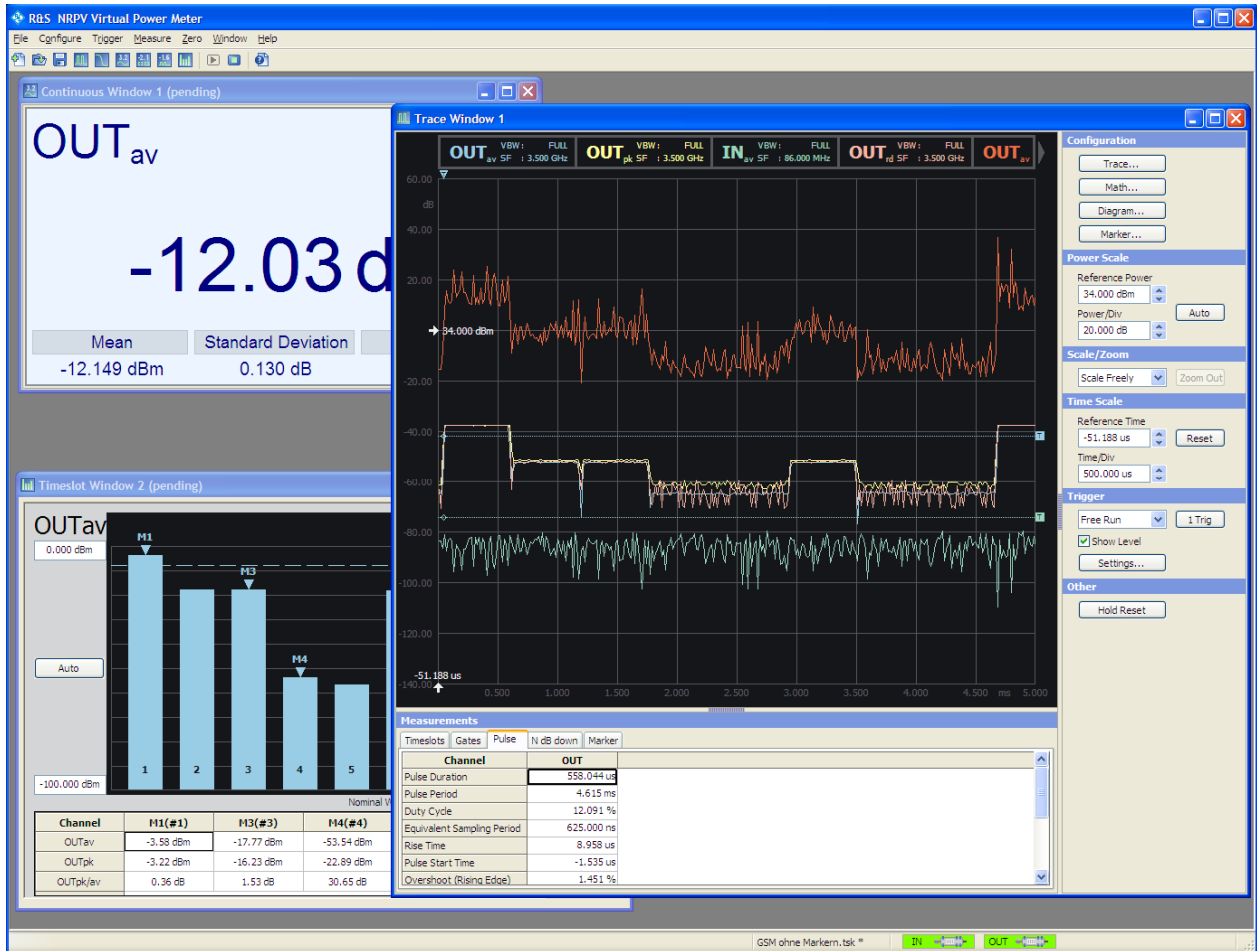 R&S NRPV Virtual Power Meter
File Configure Trigger Measure Zero Window Help
Continuous Window 1 (pending)
OUTav
-12.03 d
Mean Standard Deviation
-12.149 dBm 0.130 dB
Timeslot Window 2 (pending)
OUTav
0.000 dBm
Auto
-100.000 dBm
M1
M3
M4
1 2 3 4 5
Nominal
Channel M1(#1) M3(#3) M4(#4)
OUTav -3.58 dBm -17.77 dBm -53.54 dBm
OUTpk -3.22 dBm -16.23 dBm -22.89 dBm
OUTpk/av 0.36 dB 1.53 dB 30.65 dB
Trace Window 1
OUTav VBW: FULL SF : 3.500 GHz
OUTpk VBW: FULL SF : 3.500 GHz
INav VBW: FULL SF : 86.000 MHz
OUTrd VBW: FULL SF : 3.500 GHz
OUTav
60.00
dB
40.00
20.00
34.000 dBm
-20.00
-40.00
T
-60.00
T
-80.00
-100.00
-120.00
-51.188 us
-140.00
0.500 1.000 1.500 2.000 2.500 3.000 3.500 4.000 4.500 ms 5.000
Configuration
Trace...
Math...
Diagram...
Marker...
Power Scale
Reference Power
34.000 dBm
Auto
Power/Div
20.000 dB
Scale/Zoom
Scale Freely Zoom Out
Time Scale
Reference Time
-51.188 us Reset
Time/Div
500.000 us
Trigger
Free Run 1 Trig
Show Level
Settings...
Other
Hold Reset
Measurements
Timeslots Gates Pulse N dB down Marker
Channel OUT
Pulse Duration 558.044 us
Pulse Period 4.615 ms
Duty Cycle 12.091 %
Equivalent Sampling Period 625.000 ns
Rise Time 8.958 us
Pulse Start Time -1.535 us
Overshoot (Rising Edge) 1.451 %
GSM ohne Markern.tsk * IN OUT